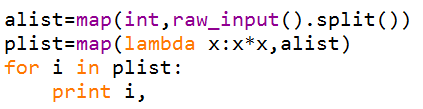 alist=map(int,raw_input().split())
plist=map(lambda x:x*x,alist)
for i in plist:
    print i,